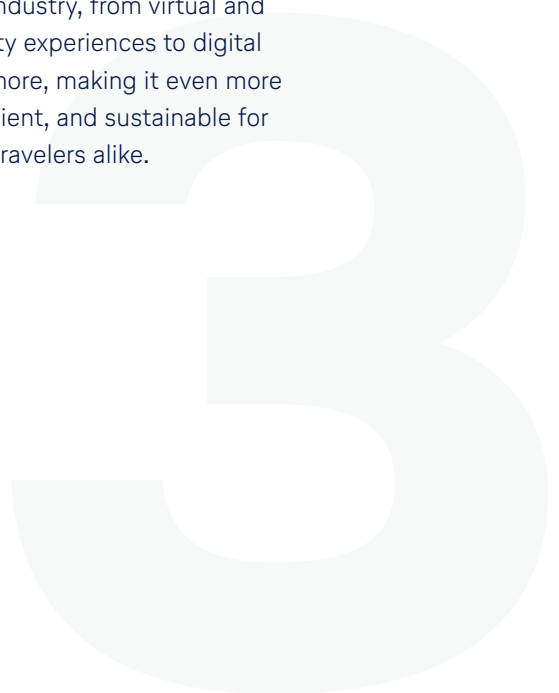 ndustry, from virtual and
ty experiences to digital
nore, making it even more
ient, and sustainable for
ravelers alike.
3